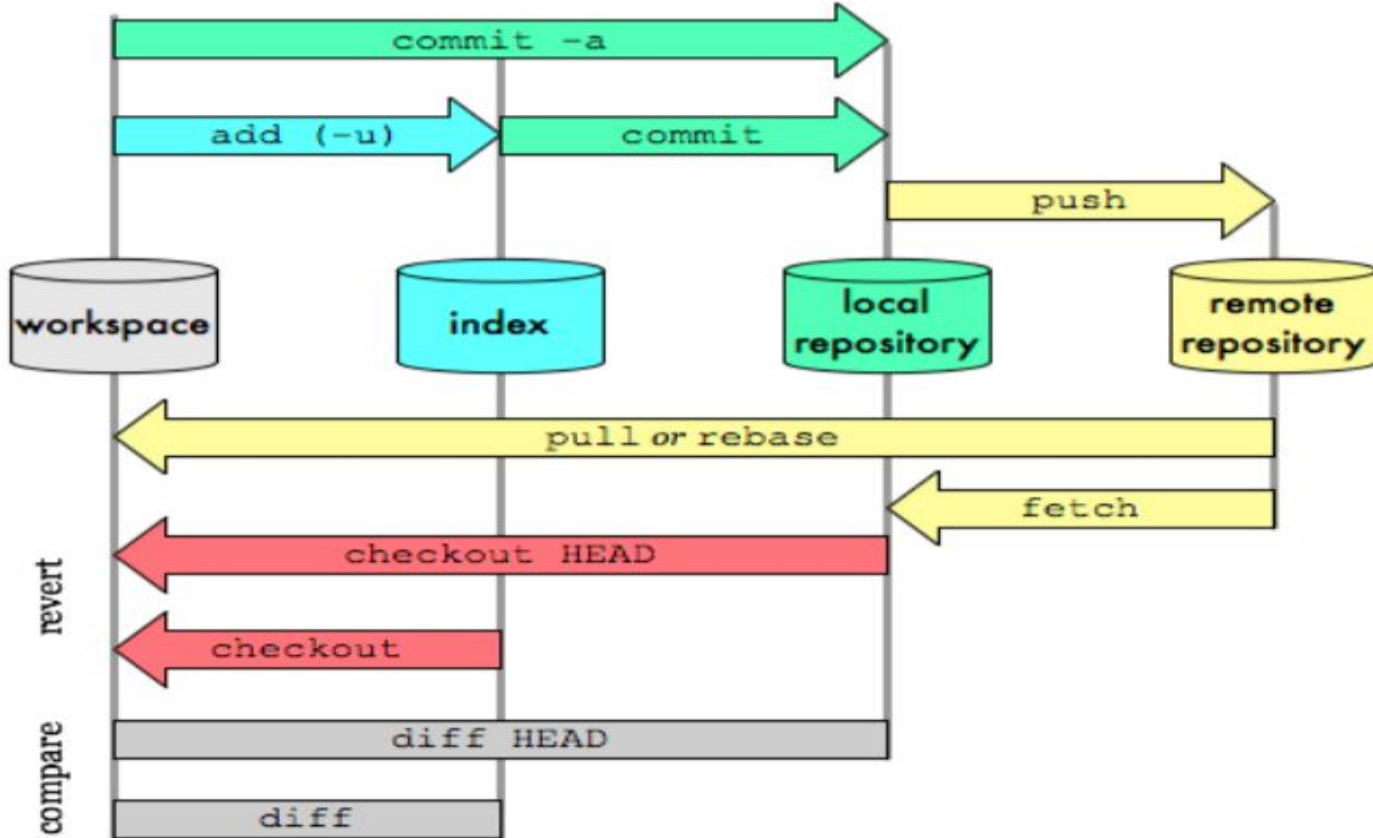 commit -a
add (-u)
commit
push
workspace
index
local
repository
remote
repository
pull or rebase
fetch
revert
checkout HEAD
checkout
compare
diff HEAD
diff